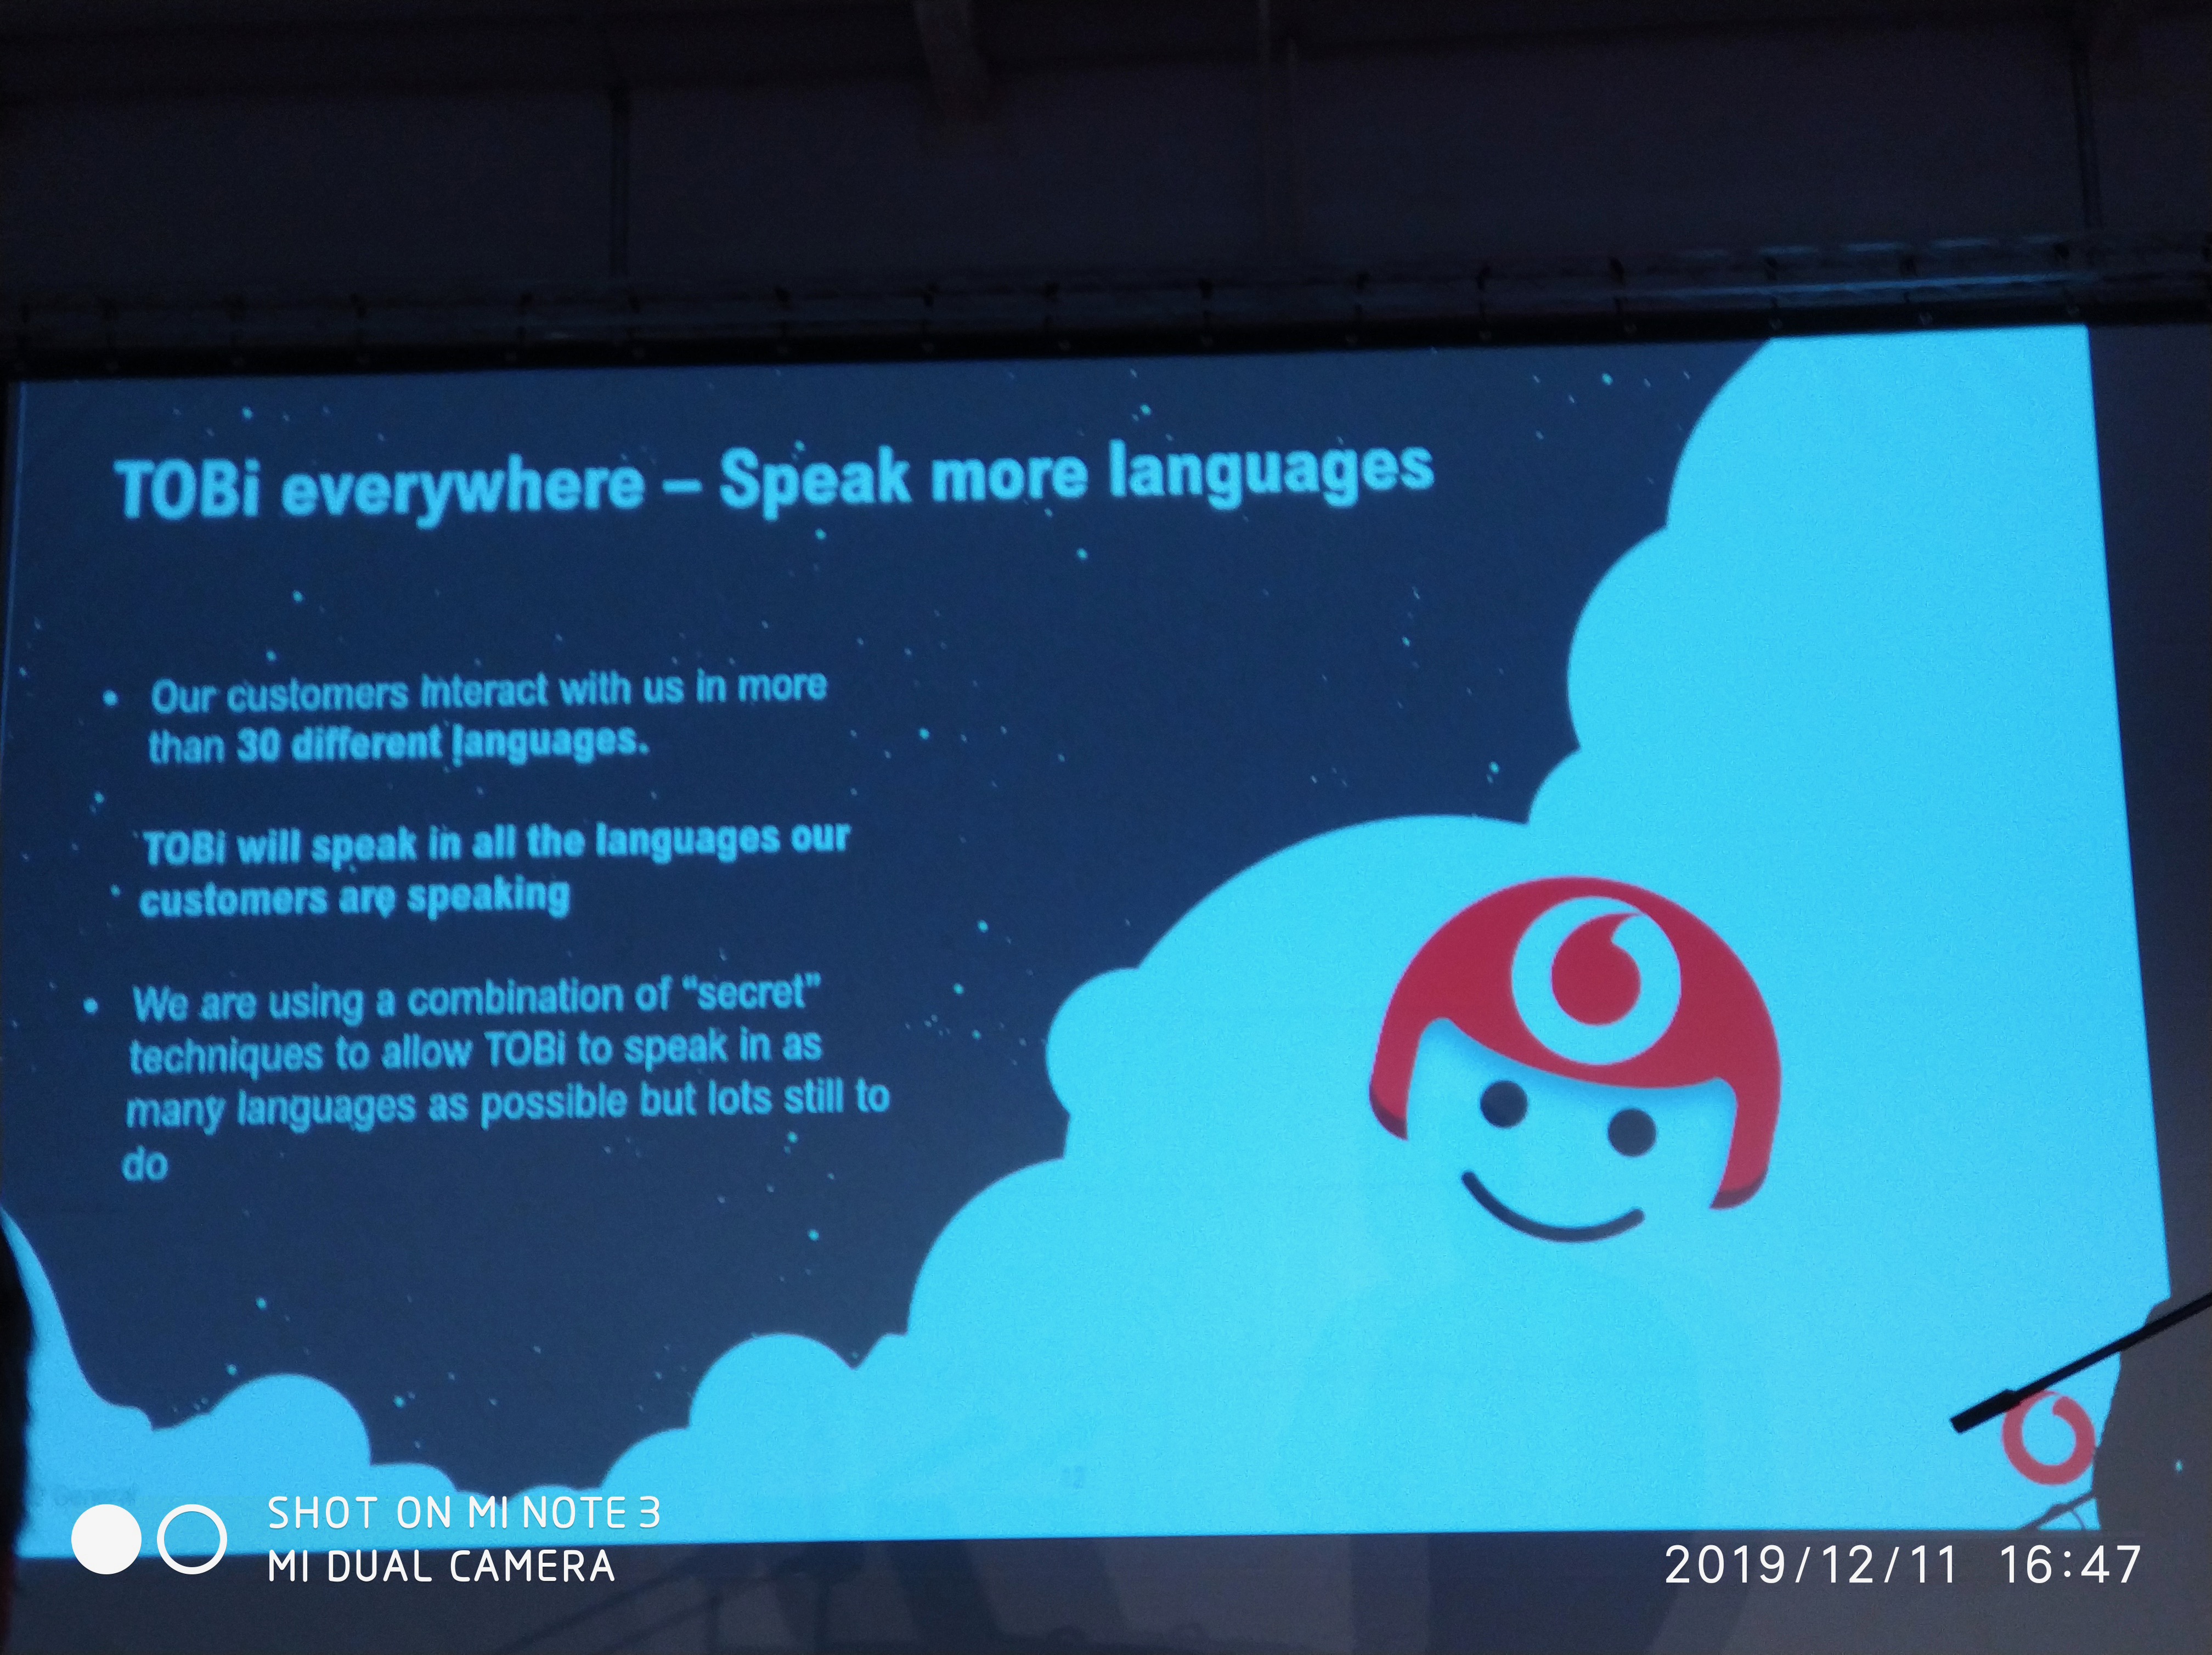 TOBi everywhere – Speak more languages
• Our customers interact with us in more
than 30 different languages.
TOBi will speak in all the languages our
customers are speaking
• We are using a combination of “secret”
techniques to allow TOBi to speak in as
many languages as possible but lots still to
do
General
12
SHOT ON MI NOTE 3
MI DUAL CAMERA
2019/12/11 16:47